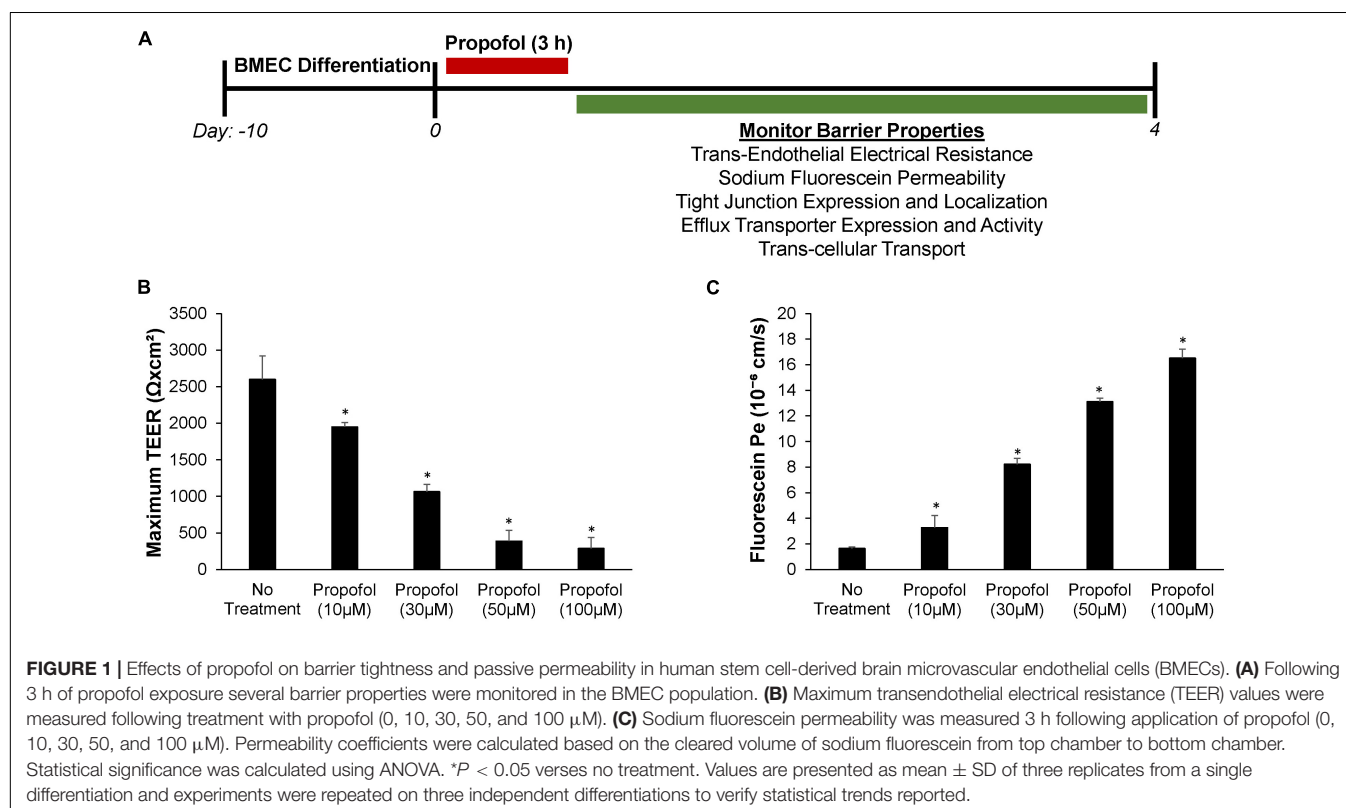 A
Propofol (3 h)
BMEC Differentiation
Day: -10
0
4
Monitor Barrier Properties
Trans-Endothelial Electrical Resistance
Sodium Fluorescein Permeability
Tight Junction Expression and Localization
Efflux Transporter Expression and Activity
Trans-cellular Transport
B
Maximum TEER (Ωxcm²)
3500
3000
2500
2000
1500
1000
500
0
*
*
*
*
No Treatment
Propofol (10µM)
Propofol (30µM)
Propofol (50µM)
Propofol (100µM)
C
Fluorescein Pe (10⁻⁶ cm/s)
20
18
16
14
12
10
8
6
4
2
0
*
*
*
*
No Treatment
Propofol (10µM)
Propofol (30µM)
Propofol (50µM)
Propofol (100µM)
FIGURE 1 | Effects of propofol on barrier tightness and passive permeability in human stem cell-derived brain microvascular endothelial cells (BMECs). (A) Following
3 h of propofol exposure several barrier properties were monitored in the BMEC population. (B) Maximum transendothelial electrical resistance (TEER) values were
measured following treatment with propofol (0, 10, 30, 50, and 100 µM). (C) Sodium fluorescein permeability was measured 3 h following application of propofol (0,
10, 30, 50, and 100 µM). Permeability coefficients were calculated based on the cleared volume of sodium fluorescein from top chamber to bottom chamber.
Statistical significance was calculated using ANOVA. *P < 0.05 verses no treatment. Values are presented as mean ± SD of three replicates from a single
differentiation and experiments were repeated on three independent differentiations to verify statistical trends reported.